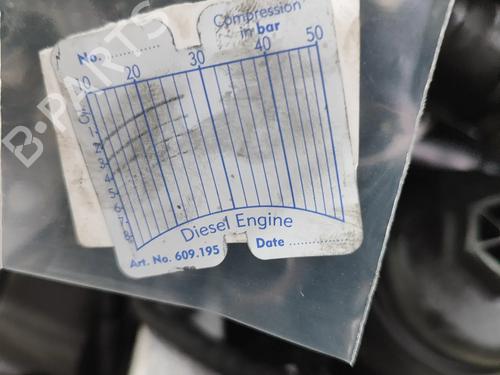 B-PARTS
Compression
in bar
No. ..............
10 20 30 40 50
1 2 3 4 5 6 7 8
Diesel Engine
Art. No. 609.195 Date ..............